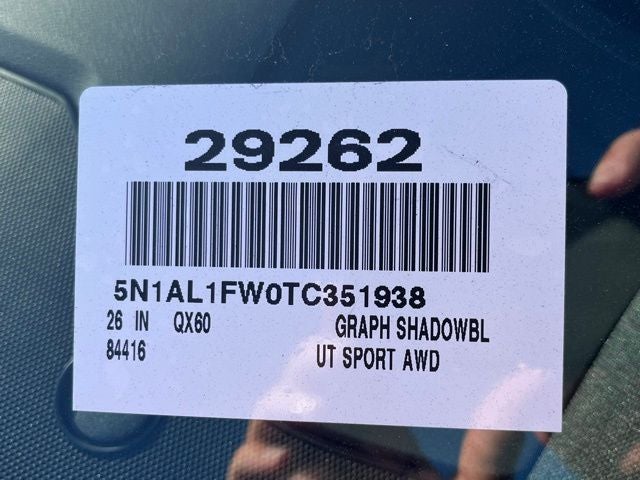 29262
5N1AL1FW0TC351938
26 IN QX60 GRAPH SHADOWBL
84416 UT SPORT AWD